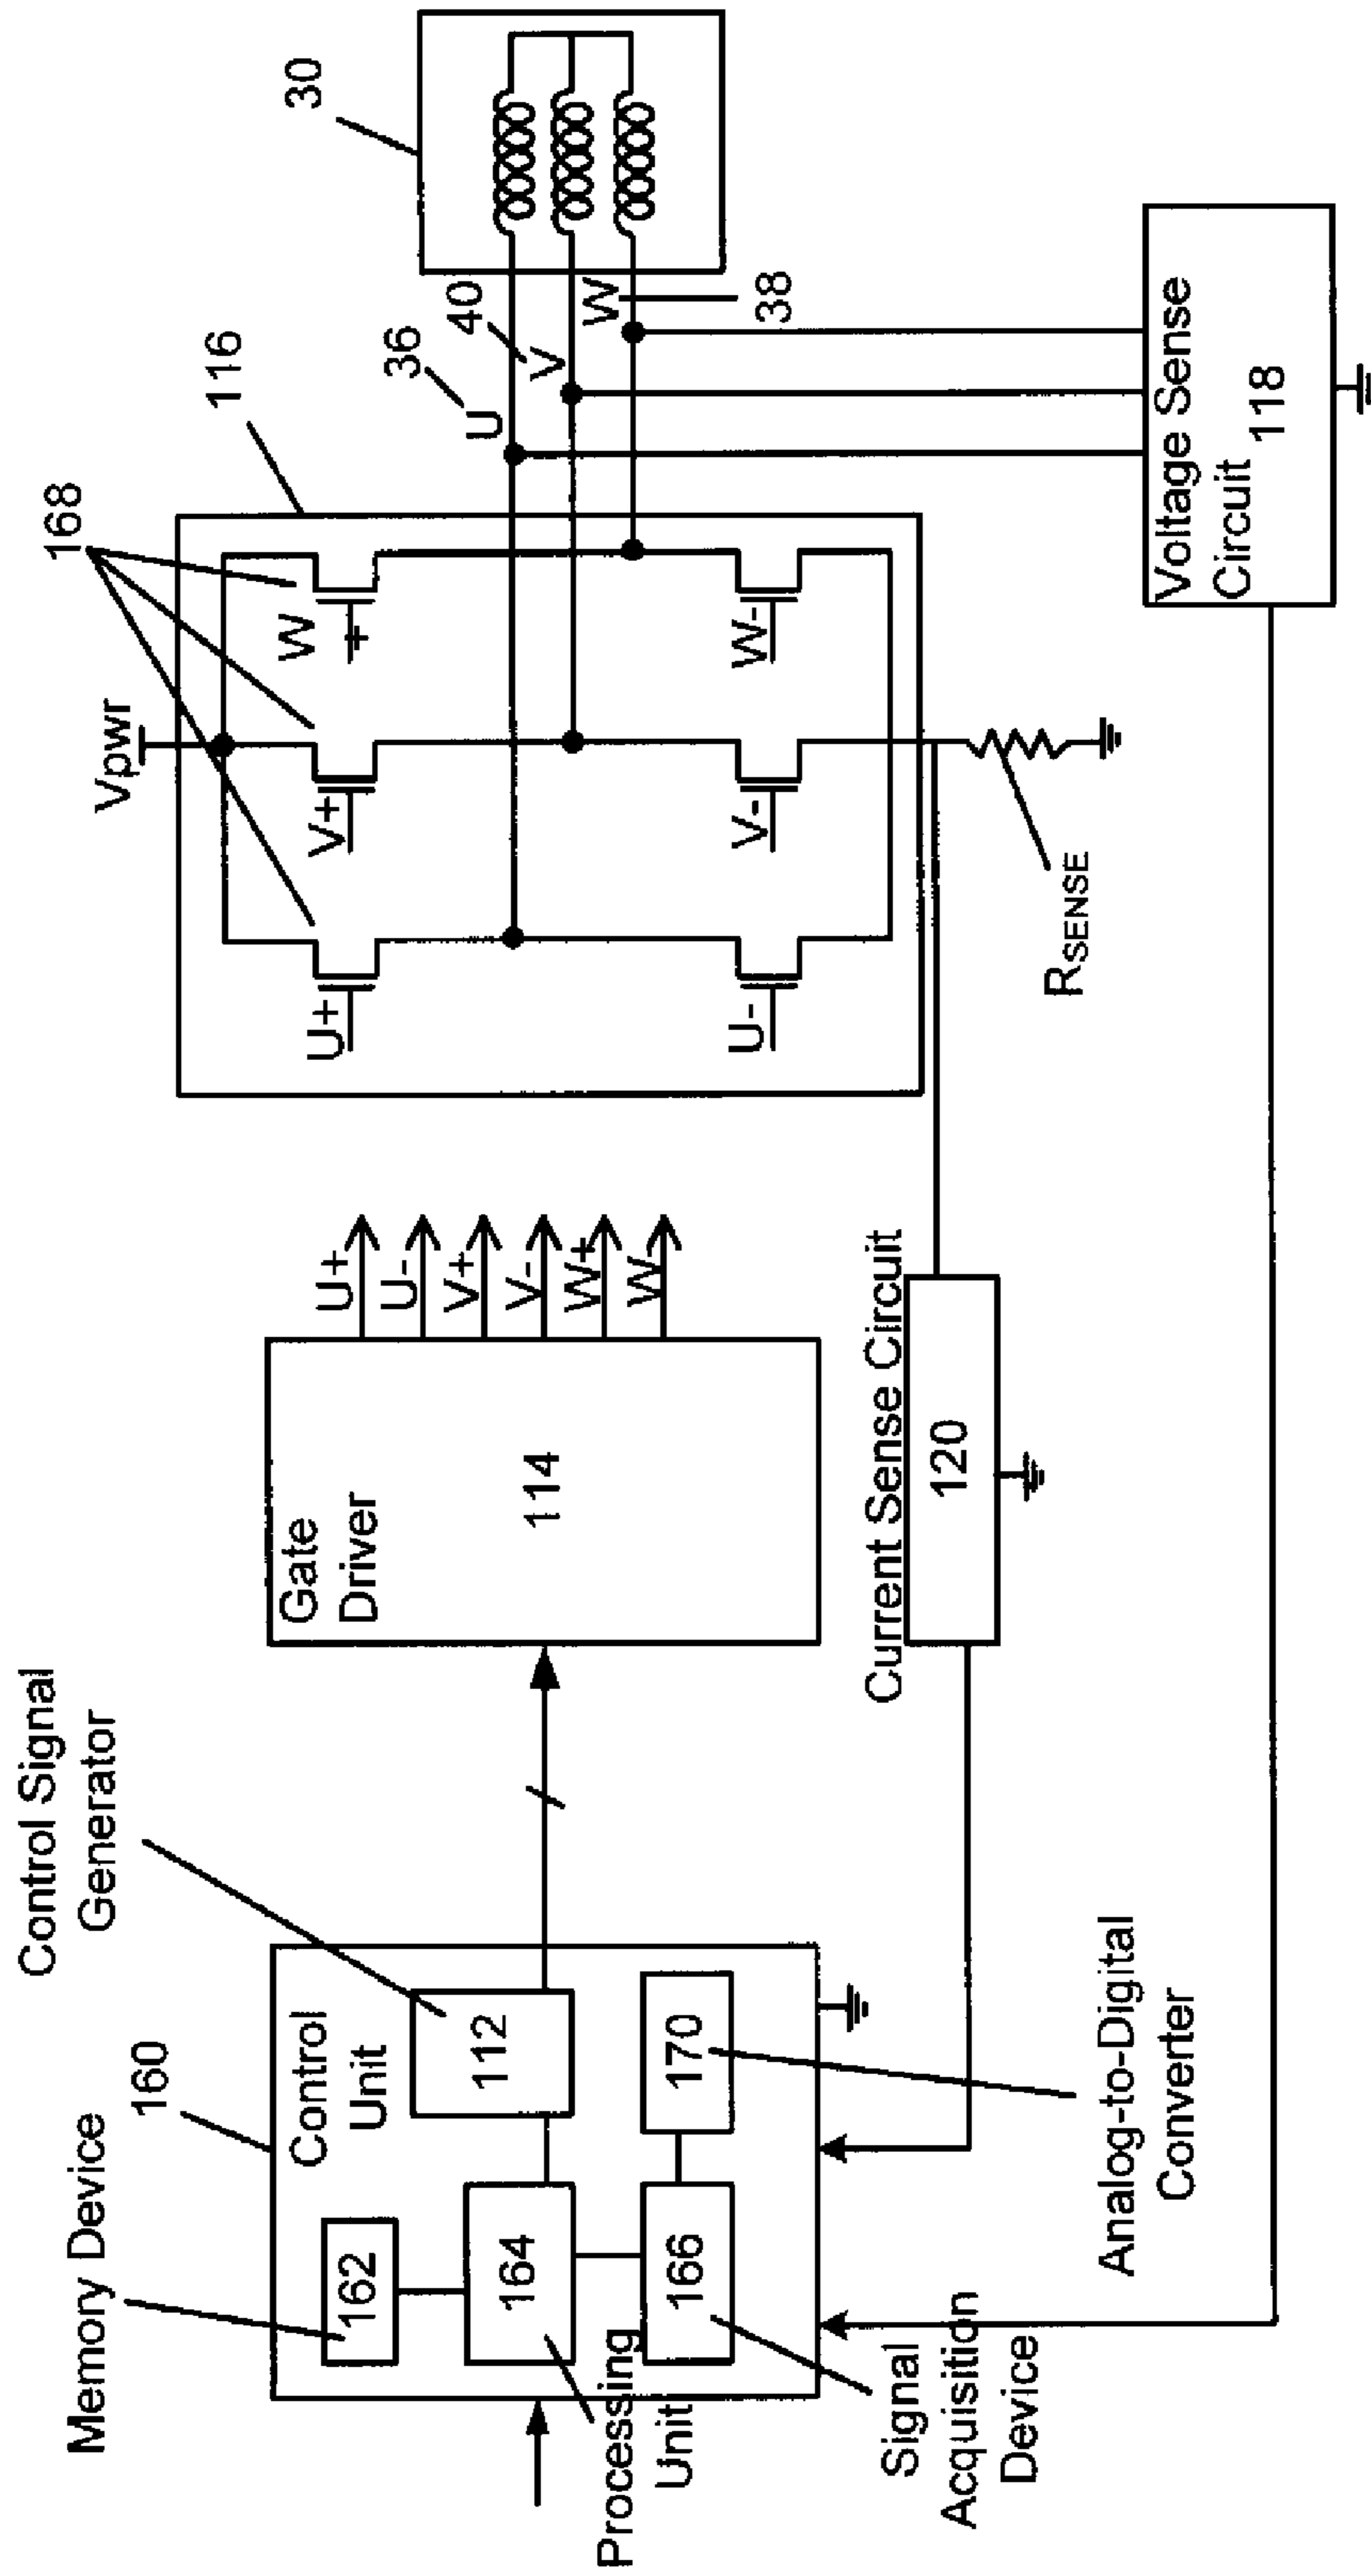 Memory Device
160
Control Signal
Generator
Control
Unit
162
164
112
166
170
Processing
Unit
Signal
Acquisition
Device
Analog-to-Digital
Converter
Gate
Driver
114
U+
U-
V+
V-
W+
W-
Current Sense Circuit
120
Vpwr
168
116
U+
V+
W
+
U-
V-
W-
RSENSE
36
U
40
V
W
38
30
Voltage Sense
Circuit
118